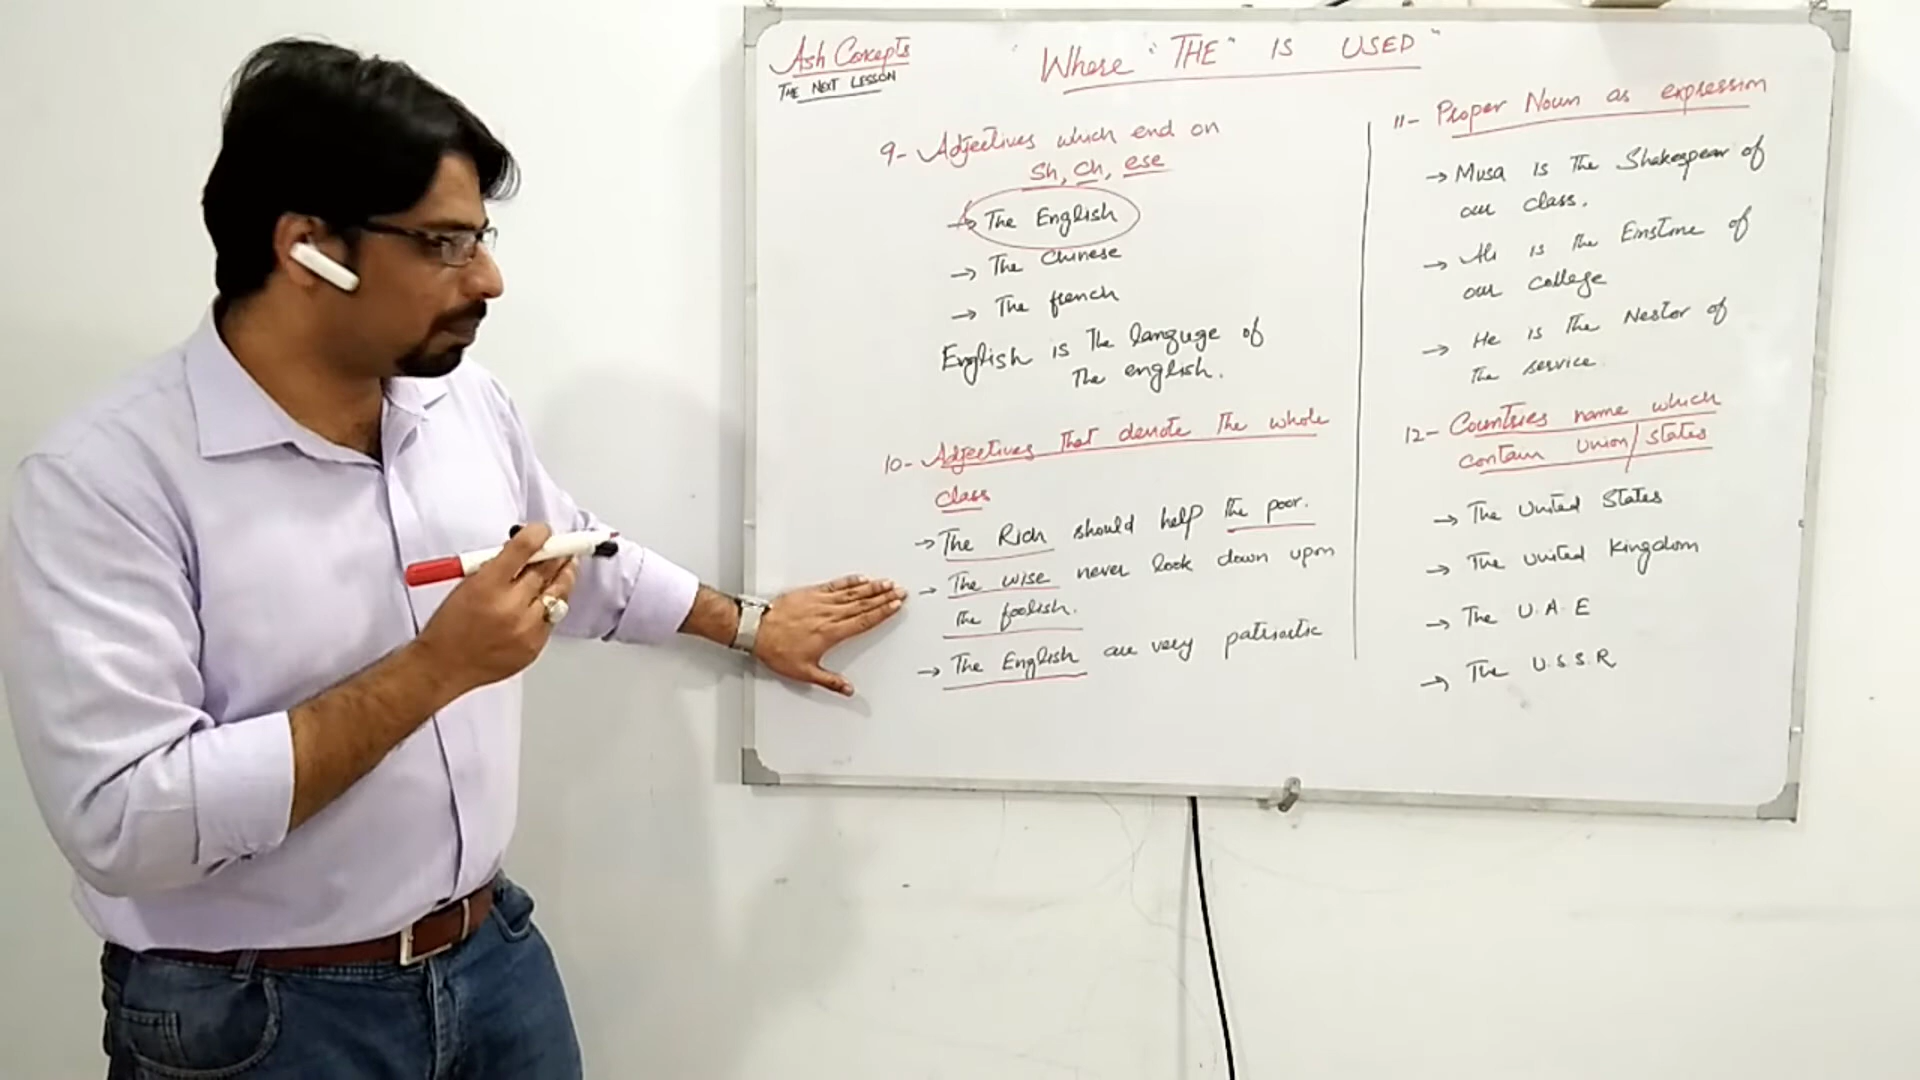 Ash Concepts
THE NEXT LESSON
"Where "THE" IS USED"
9- Adjectives which end on
Sh, Ch, ese
→ The English
→ The Chinese
→ The french
English is the languge of
the english.
10- Adjectives that denote the whole
class
→ The Rich should help the poor.
→ The wise never look down upon
the foolish.
→ The English are very patriotic
11- Proper Noun as expression
→ Musa is the Shakespear of
our class.
→ Ali is the Einstine of
our college
→ He is the Nestor of
the service.
12- Countries name which
contain Union/states
→ The United States
→ The United Kingdom
→ The U.A.E
→ The U.S.S.R